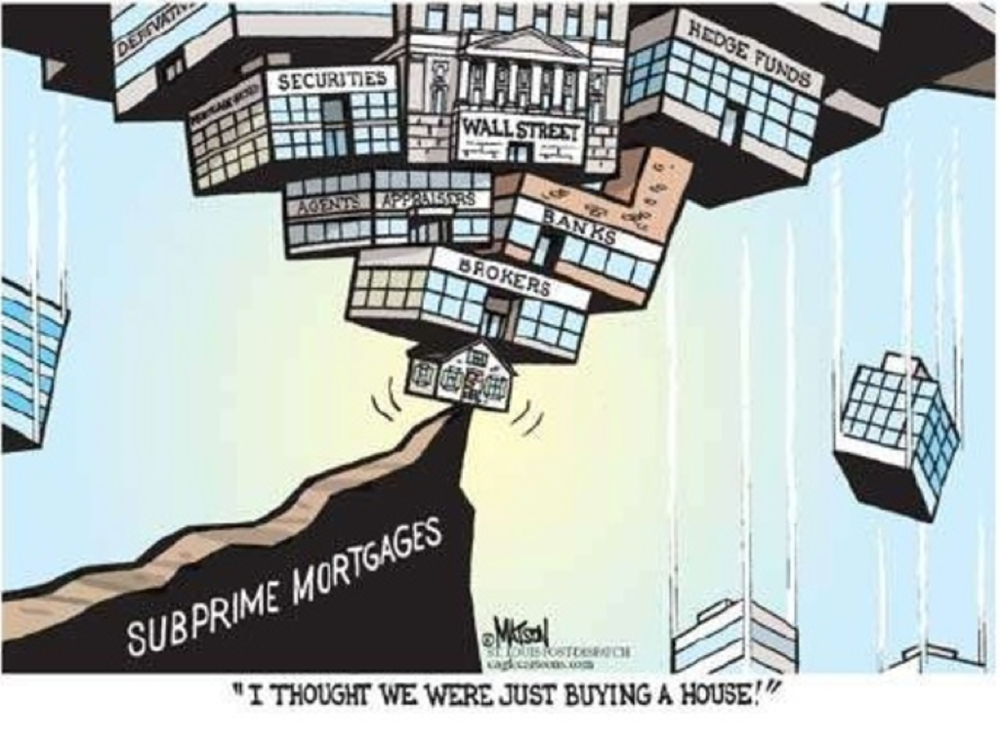 DERIVATIV
SECURITIES
HEDGE FUNDS
WALL STREET
AGENTS
APPRAISERS
BANKS
BROKERS
SUBPRIME MORTGAGES
© MATSON
ST. LOUIS POST DISPATCH
caglecartoons.com
"I THOUGHT WE WERE JUST BUYING A HOUSE!"